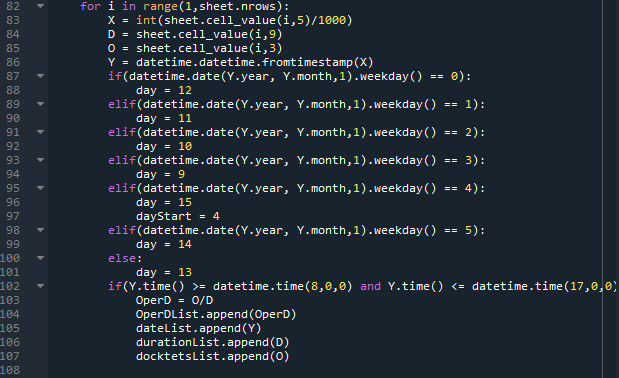 82 for i in range(1,sheet.nrows):
83 X = int(sheet.cell_value(i,5)/1000)
84 D = sheet.cell_value(i,9)
85 O = sheet.cell_value(i,3)
86 Y = datetime.datetime.fromtimestamp(X)
87 if(datetime.date(Y.year, Y.month,1).weekday() == 0):
88 day = 12
89 elif(datetime.date(Y.year, Y.month,1).weekday() == 1):
90 day = 11
91 elif(datetime.date(Y.year, Y.month,1).weekday() == 2):
92 day = 10
93 elif(datetime.date(Y.year, Y.month,1).weekday() == 3):
94 day = 9
95 elif(datetime.date(Y.year, Y.month,1).weekday() == 4):
96 day = 15
97 dayStart = 4
98 elif(datetime.date(Y.year, Y.month,1).weekday() == 5):
99 day = 14
100 else:
101 day = 13
102 if(Y.time() >= datetime.time(8,0,0) and Y.time() <= datetime.time(17,0,0)
103 OperD = O/D
104 OperDList.append(OperD)
105 dateList.append(Y)
106 durationList.append(D)
107 docktetsList.append(O)
108